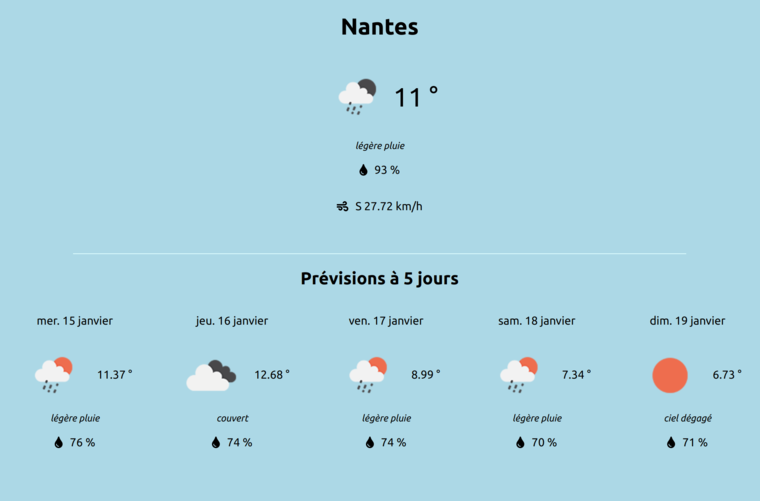 Nantes
11 °
légère pluie
93 %
S 27.72 km/h
Prévisions à 5 jours
mer. 15 janvier jeu. 16 janvier ven. 17 janvier sam. 18 janvier dim. 19 janvier
11.37 ° 12.68 ° 8.99 ° 7.34 ° 6.73 °
légère pluie couvert légère pluie légère pluie ciel dégagé
76 % 74 % 74 % 70 % 71 %